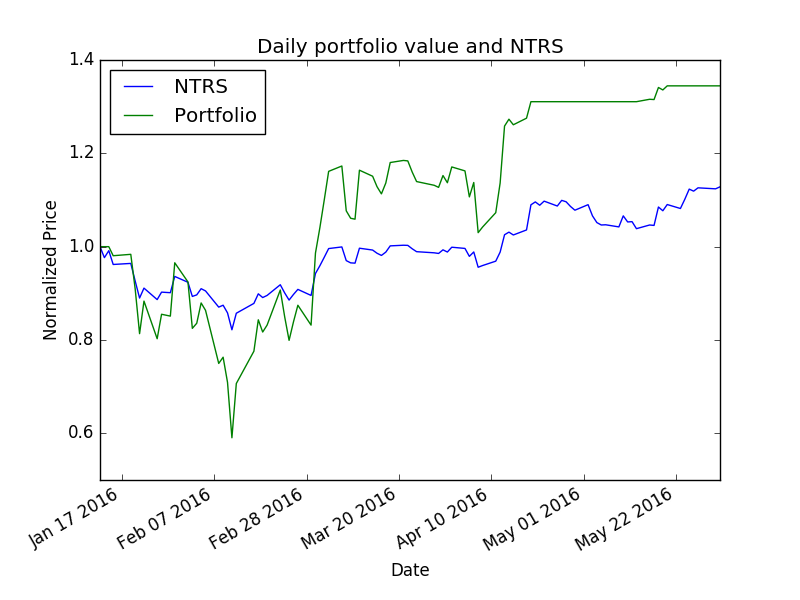 Daily portfolio value and NTRS
NTRS
Portfolio
1.4
1.2
1.0
0.8
0.6
Normalized Price
Jan 17 2016
Feb 07 2016
Feb 28 2016
Mar 20 2016
Apr 10 2016
May 01 2016
May 22 2016
Date